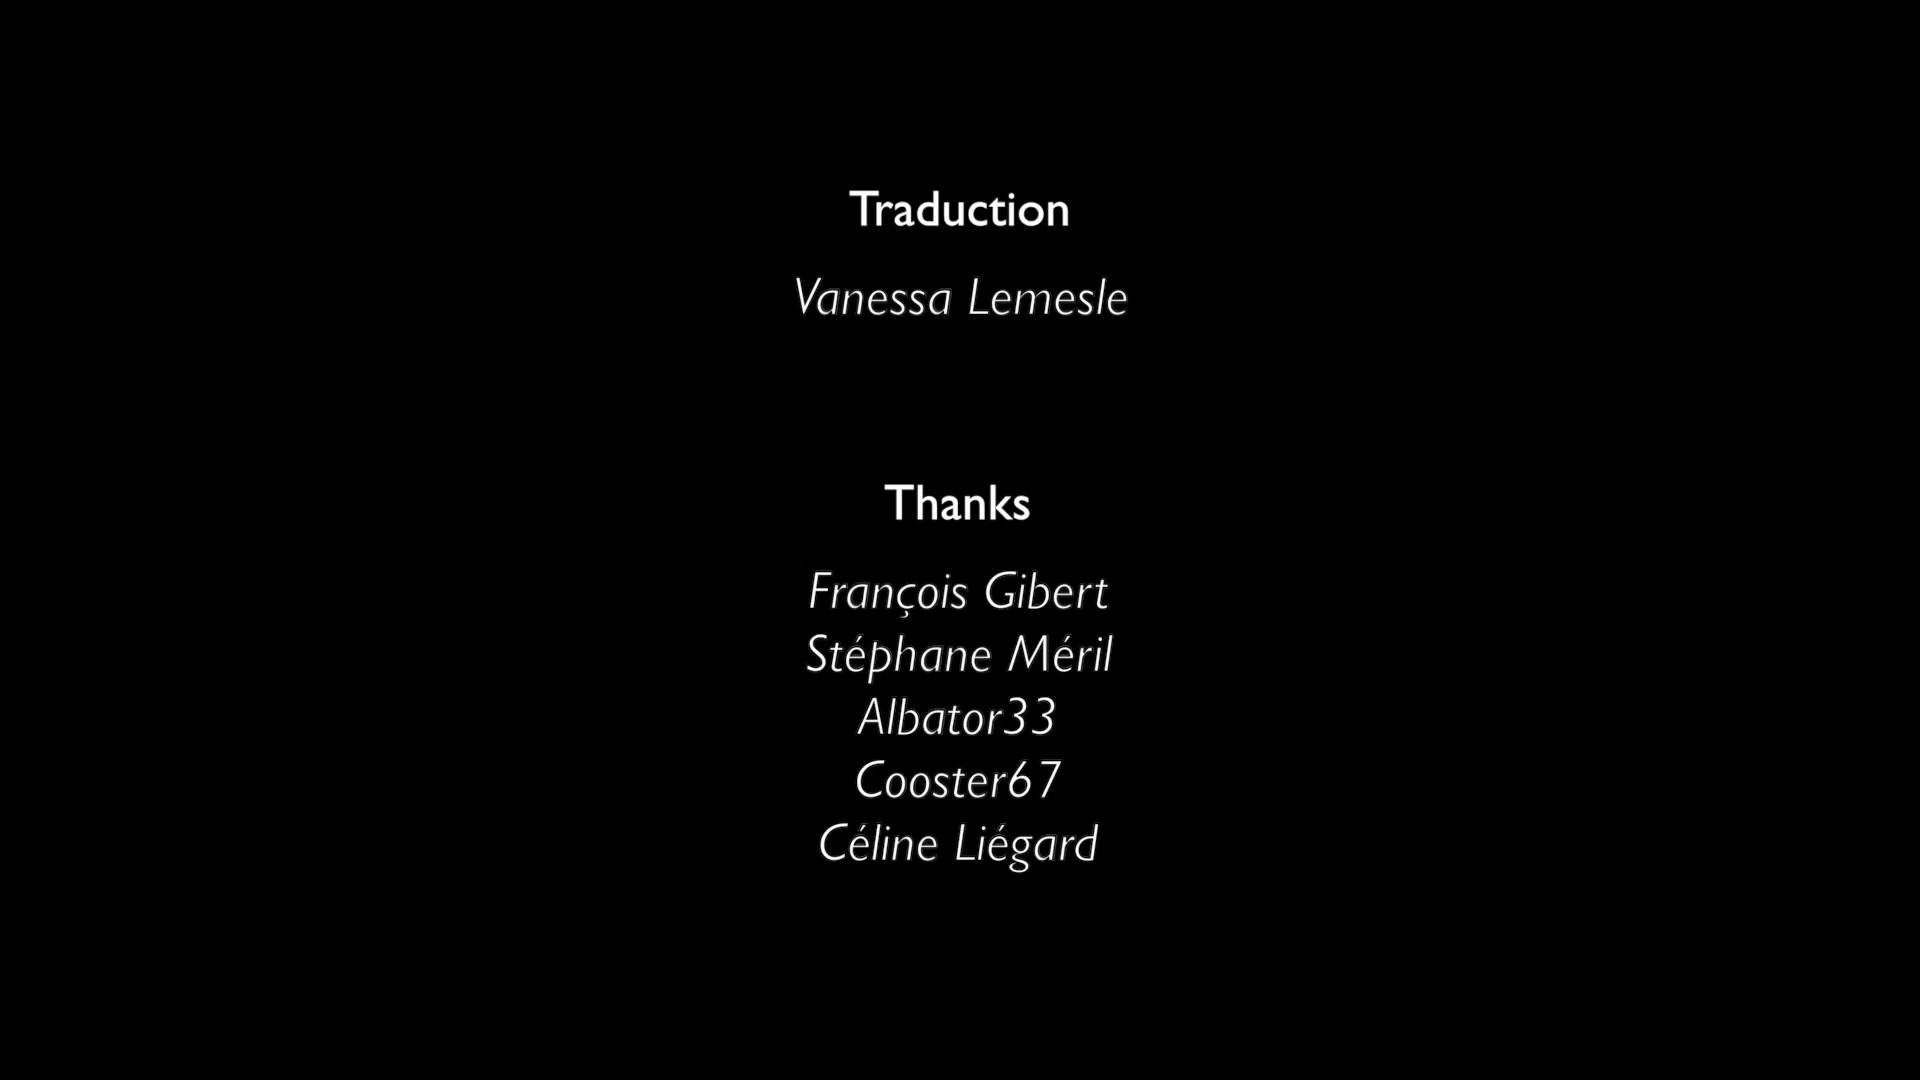 Traduction
Vanessa Lemesle
Thanks
François Gibert
Stéphane Méril
Albator33
Cooster67
Céline Liégard